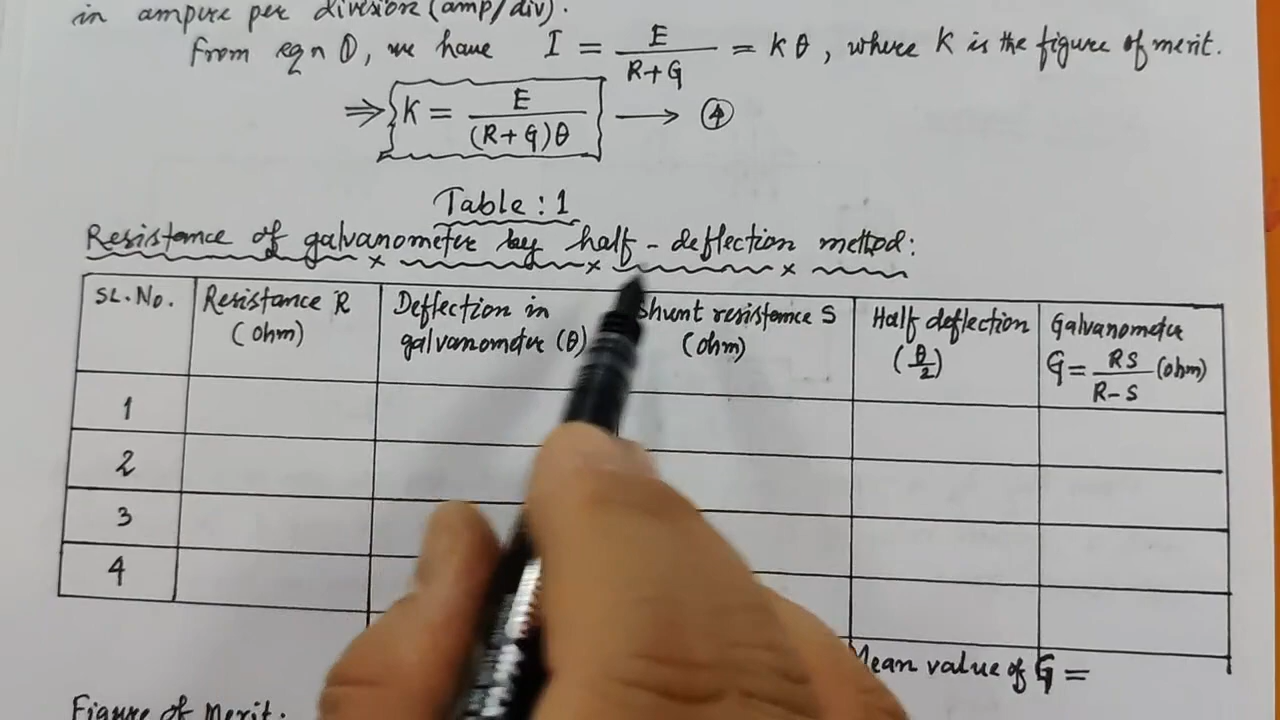 in ampere per division (amp/div).
From eqn ①, we have I = E/(R+G) = Kθ, where K is the figure of merit.
⇒ K = E/((R+G)θ) → ④
Table : 1
Resistance of galvanometer by half-deflection method:
SL. No. | Resistance R (ohm) | Deflection in galvanometer (θ) | Shunt resistance S (ohm) | Half deflection (θ/2) | Galvanometer G = RS/(R-S) (ohm)
1
2
3
4
Mean value of G =
Figure of Merit: